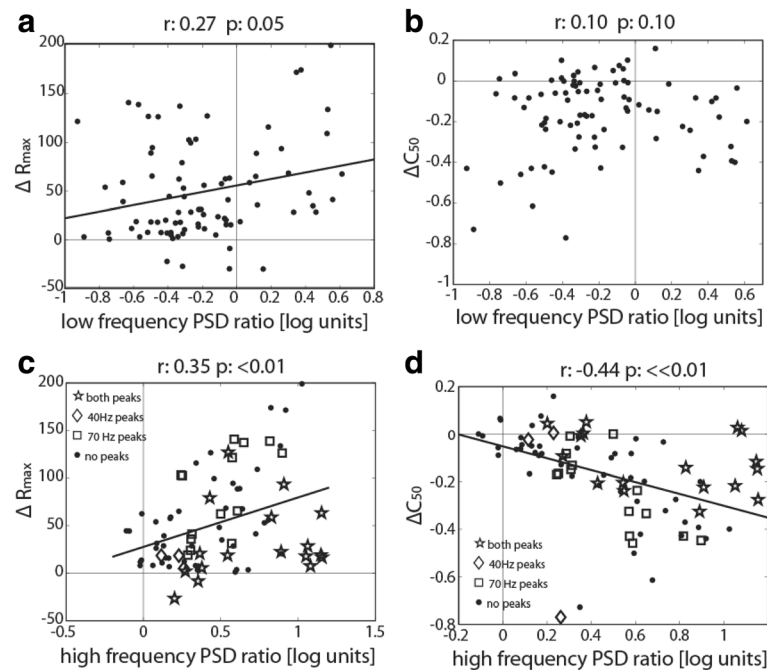 a
r: 0.27 p: 0.05
200
150
100
50
0
-50
Δ Rmax
-1 -0.8 -0.6 -0.4 -0.2 0 0.2 0.4 0.6 0.8
low frequency PSD ratio [log units]
b
r: 0.10 p: 0.10
0.2
0
-0.2
-0.4
-0.6
-0.8
-1
ΔC50
-1 -0.8 -0.6 -0.4 -0.2 0 0.2 0.4 0.6
low frequency PSD ratio [log units]
c
r: 0.35 p: <0.01
200
150
100
50
0
-50
Δ Rmax
both peaks
40Hz peaks
70 Hz peaks
no peaks
-0.5 0 0.5 1 1.5
high frequency PSD ratio [log units]
d
r: -0.44 p: <<0.01
0.2
0
-0.2
-0.4
-0.6
-0.8
ΔC50
both peaks
40Hz peaks
70 Hz peaks
no peaks
-0.2 0 0.2 0.4 0.6 0.8 1
high frequency PSD ratio [log units]